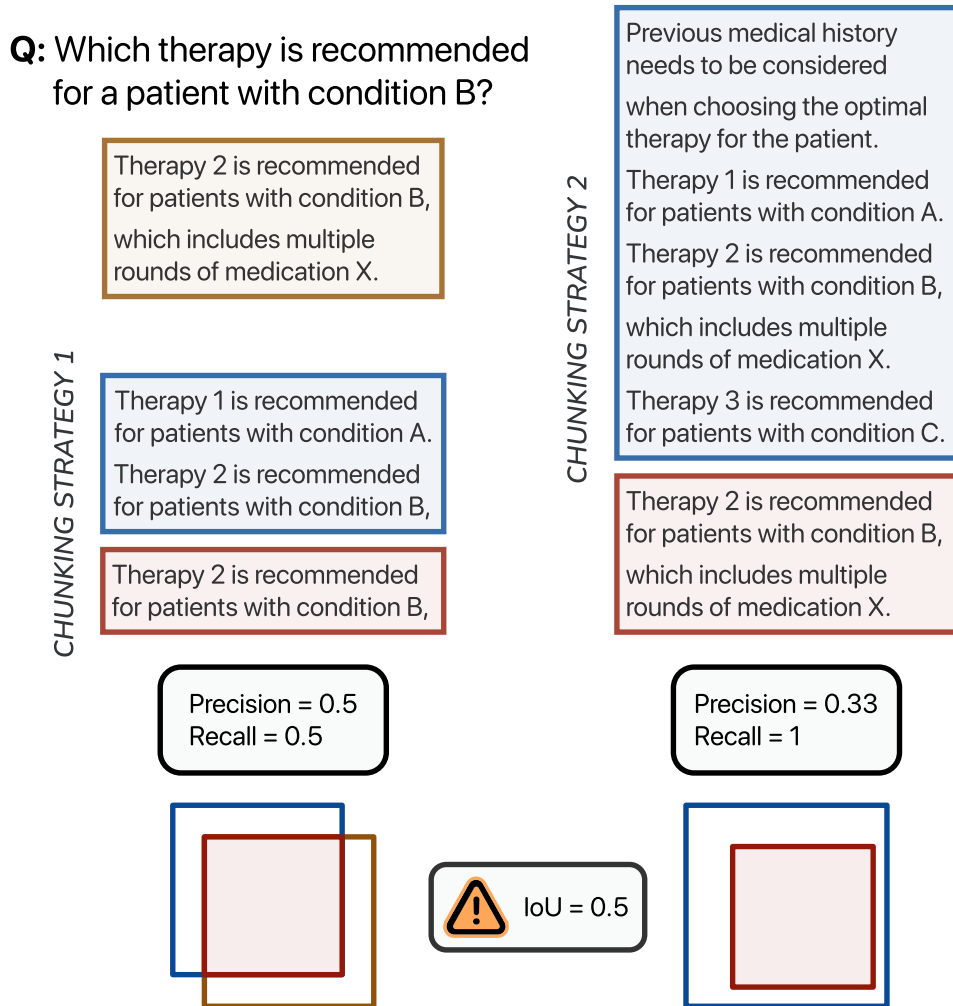 Q: Which therapy is recommended
for a patient with condition B?
Therapy 2 is recommended
for patients with condition B,
which includes multiple
rounds of medication X.
CHUNKING STRATEGY 1
Therapy 1 is recommended
for patients with condition A.
Therapy 2 is recommended
for patients with condition B,
Therapy 2 is recommended
for patients with condition B,
Precision = 0.5
Recall = 0.5
CHUNKING STRATEGY 2
Previous medical history
needs to be considered
when choosing the optimal
therapy for the patient.
Therapy 1 is recommended
for patients with condition A.
Therapy 2 is recommended
for patients with condition B,
which includes multiple
rounds of medication X.
Therapy 3 is recommended
for patients with condition C.
Therapy 2 is recommended
for patients with condition B,
which includes multiple
rounds of medication X.
Precision = 0.33
Recall = 1
IoU = 0.5